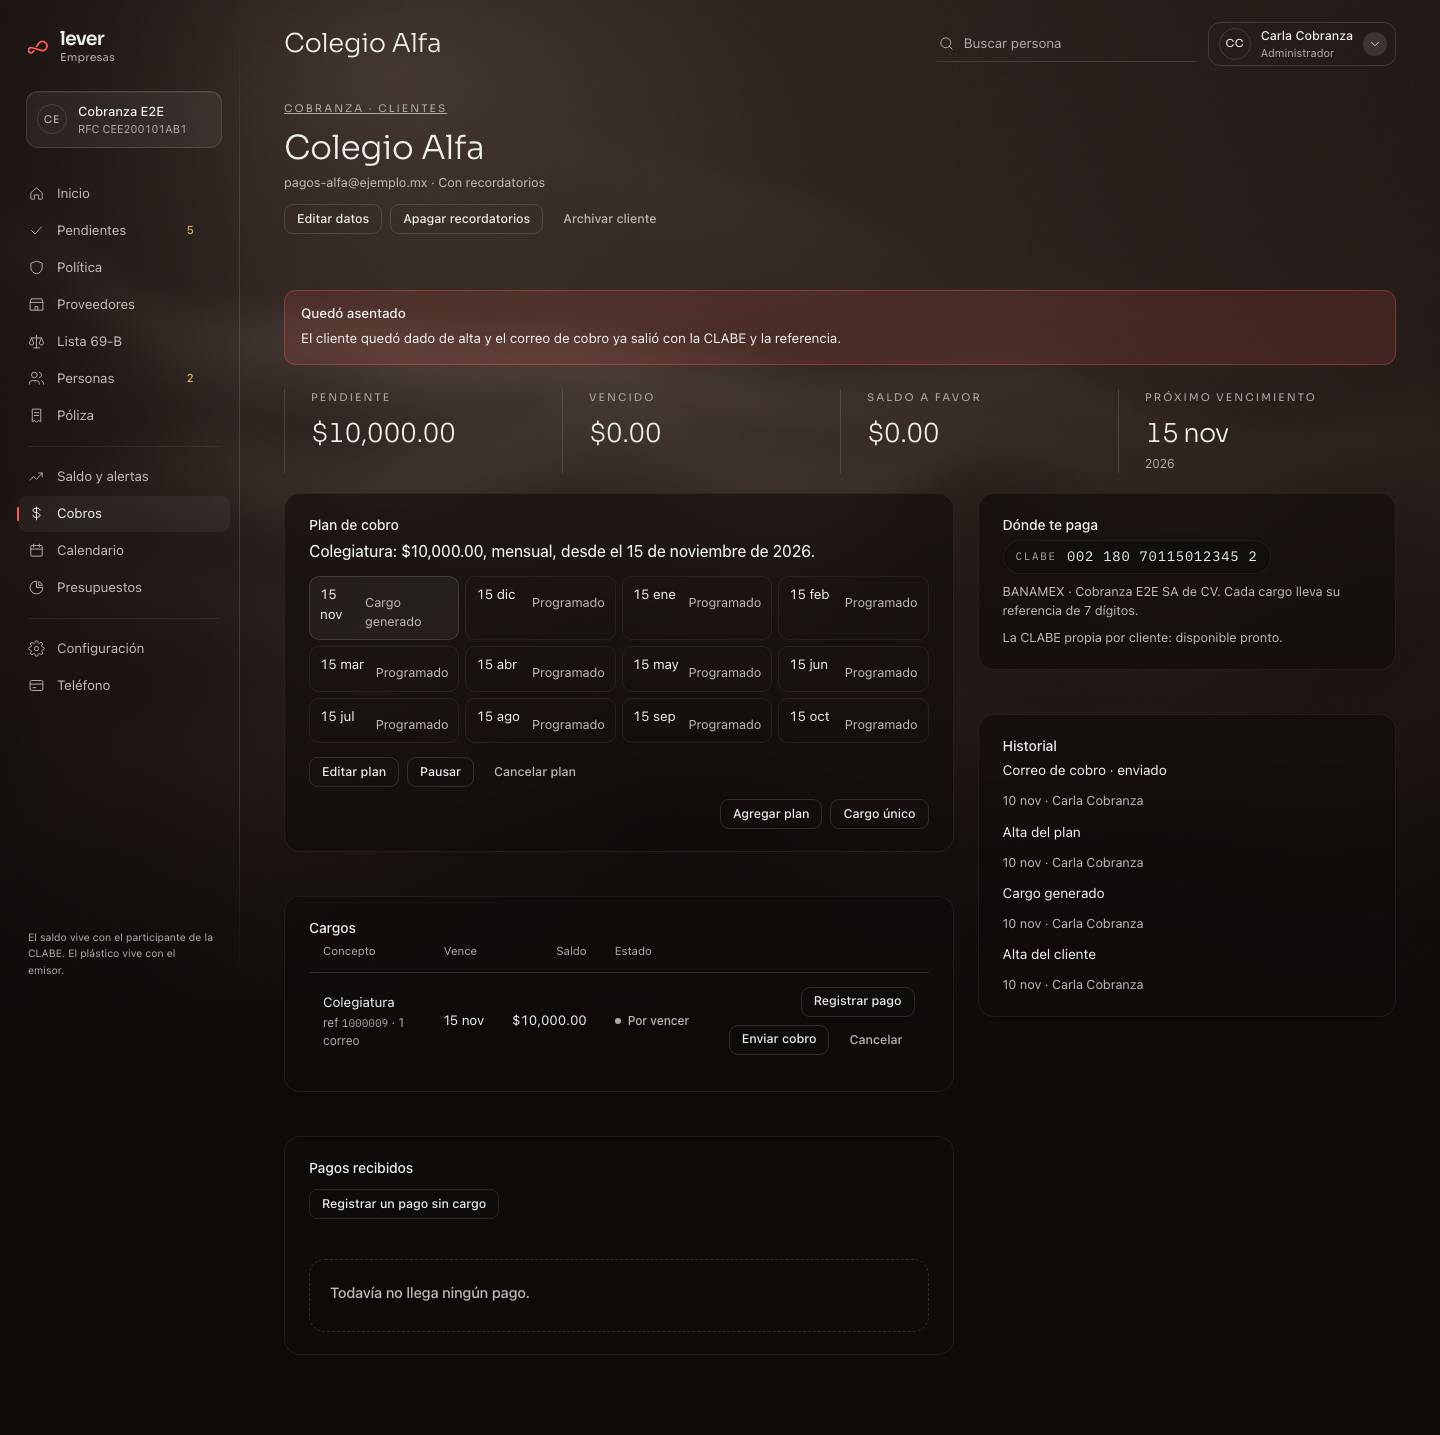 lever
Empresas
CE
Cobranza E2E
RFC CEE200101AB1
Inicio
Pendientes 5
Política
Proveedores
Lista 69-B
Personas 2
Póliza
Saldo y alertas
Cobros
Calendario
Presupuestos
Configuración
Teléfono
El saldo vive con el participante de la
CLABE. El plástico vive con el
emisor.
Colegio Alfa
Buscar persona
CC
Carla Cobranza
Administrador
COBRANZA · CLIENTES
Colegio Alfa
pagos-alfa@ejemplo.mx · Con recordatorios
Editar datos Apagar recordatorios Archivar cliente
Quedó asentado
El cliente quedó dado de alta y el correo de cobro ya salió con la CLABE y la referencia.
PENDIENTE
$10,000.00
VENCIDO
$0.00
SALDO A FAVOR
$0.00
PRÓXIMO VENCIMIENTO
15 nov
2026
Plan de cobro
Colegiatura: $10,000.00, mensual, desde el 15 de noviembre de 2026.
15 nov Cargo generado
15 dic Programado
15 ene Programado
15 feb Programado
15 mar Programado
15 abr Programado
15 may Programado
15 jun Programado
15 jul Programado
15 ago Programado
15 sep Programado
15 oct Programado
Editar plan Pausar Cancelar plan
Agregar plan Cargo único
Cargos
Concepto Vence Saldo Estado
Colegiatura
ref 1000009 · 1
correo
15 nov $10,000.00 Por vencer
Registrar pago
Enviar cobro Cancelar
Pagos recibidos
Registrar un pago sin cargo
Todavía no llega ningún pago.
Dónde te paga
CLABE 002 180 70115012345 2
BANAMEX · Cobranza E2E SA de CV. Cada cargo lleva su
referencia de 7 dígitos.
La CLABE propia por cliente: disponible pronto.
Historial
Correo de cobro · enviado
10 nov · Carla Cobranza
Alta del plan
10 nov · Carla Cobranza
Cargo generado
10 nov · Carla Cobranza
Alta del cliente
10 nov · Carla Cobranza